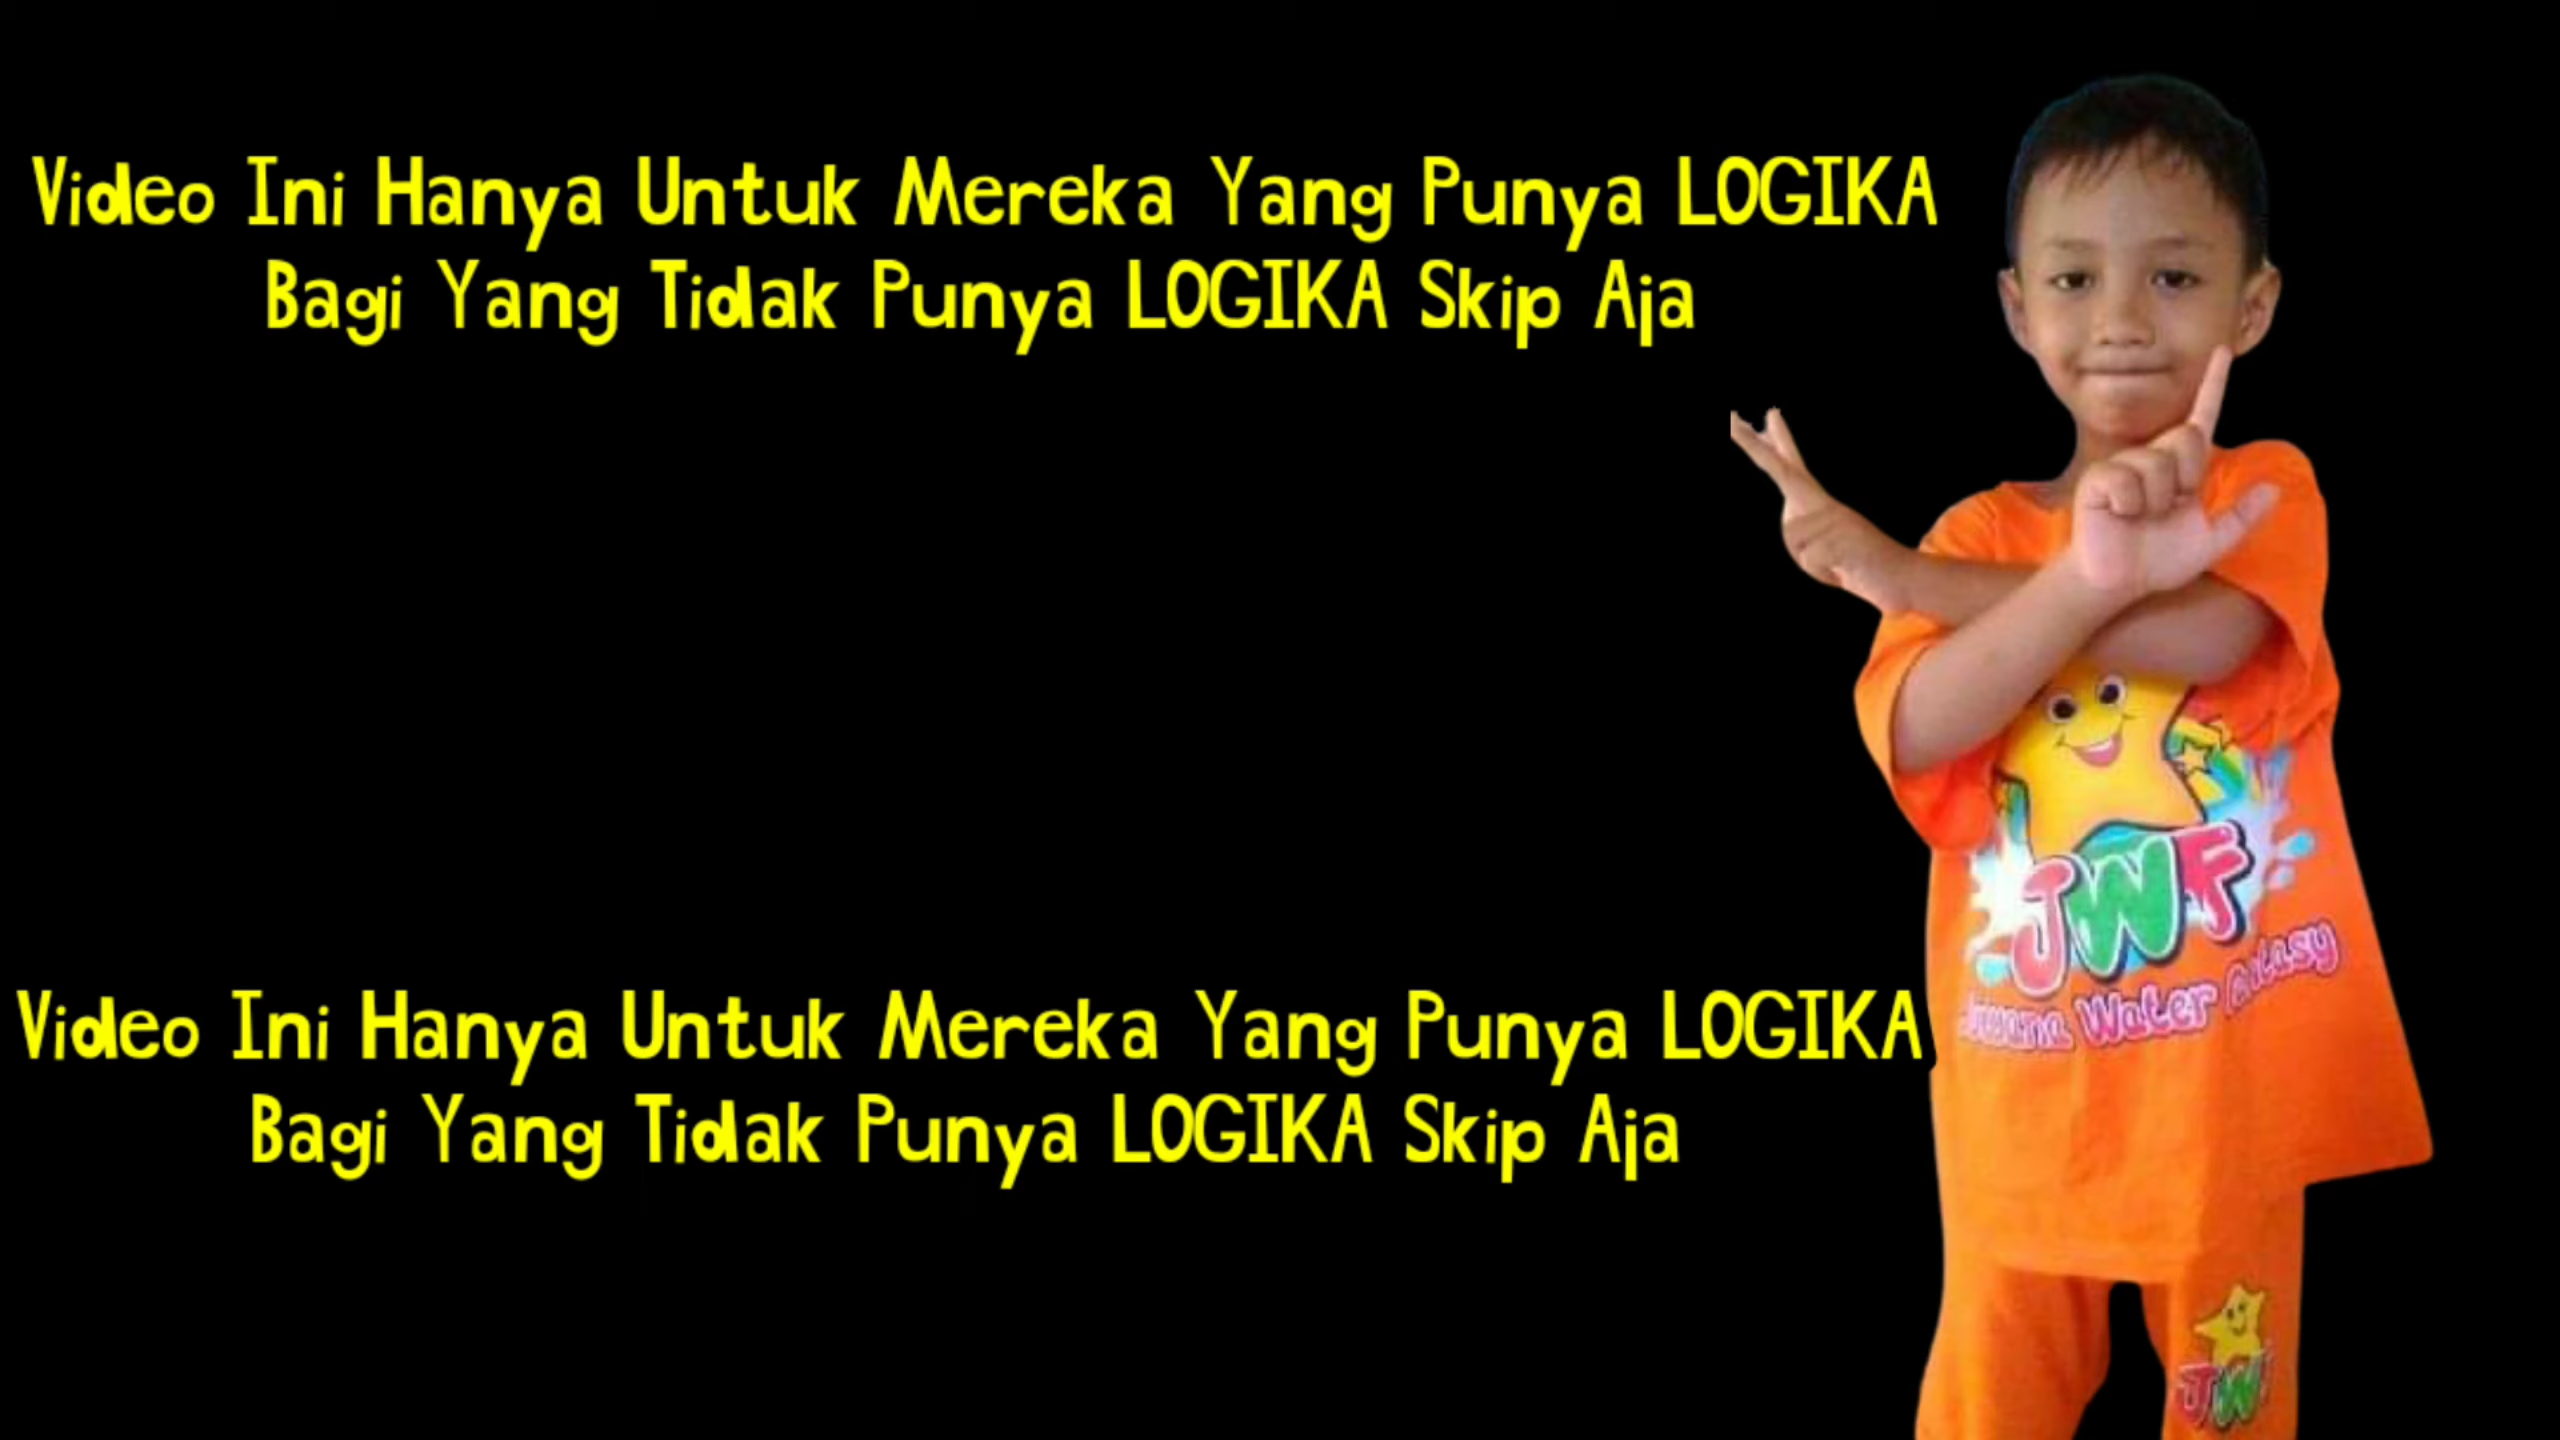 Video Ini Hanya Untuk Mereka Yang Punya LOGIKA
Bagi Yang Tidak Punya LOGIKA Skip Aja
JWF
Water
Video Ini Hanya Untuk Mereka Yang Punya LOGIKA
Bagi Yang Tidak Punya LOGIKA Skip Aja
JW